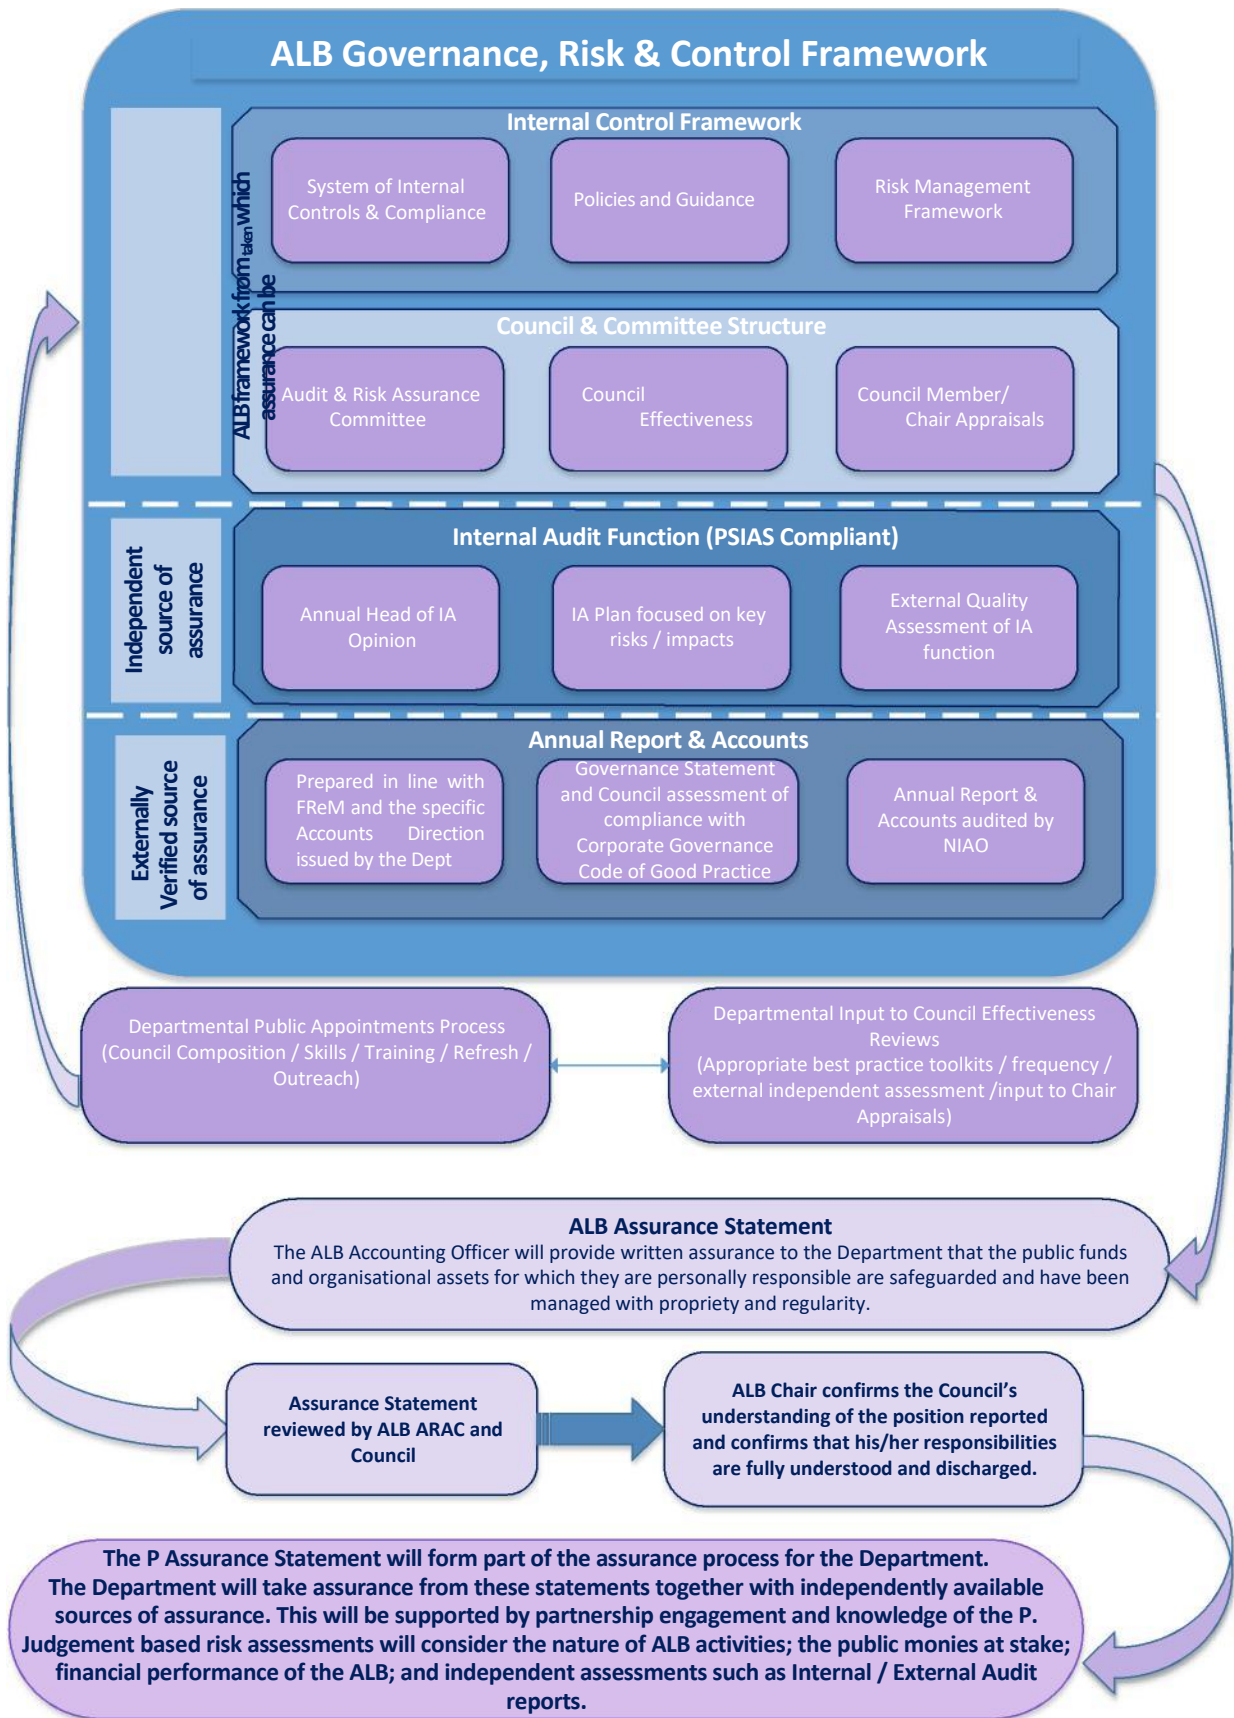 ALB Governance, Risk & Control Framework
ALB framework from taken which
assurance can be
Internal Control Framework
System of Internal
Controls & Compliance
Policies and Guidance
Risk Management
Framework
Council & Committee Structure
Audit & Risk Assurance
Committee
Council
Effectiveness
Council Member/
Chair Appraisals
Independent
source of
assurance
Internal Audit Function (PSIAS Compliant)
Annual Head of IA
Opinion
IA Plan focused on key
risks / impacts
External Quality
Assessment of IA
function
Externally
Verified source
of assurance
Annual Report & Accounts
Prepared in line with
FReM and the specific
Accounts Direction
issued by the Dept
Governance Statement
and Council assessment of
compliance with
Corporate Governance
Code of Good Practice
Annual Report &
Accounts audited by
NIAO
Departmental Public Appointments Process
(Council Composition / Skills / Training / Refresh /
Outreach)
Departmental Input to Council Effectiveness
Reviews
(Appropriate best practice toolkits / frequency /
external independent assessment /input to Chair
Appraisals)
ALB Assurance Statement
The ALB Accounting Officer will provide written assurance to the Department that the public funds
and organisational assets for which they are personally responsible are safeguarded and have been
managed with propriety and regularity.
Assurance Statement
reviewed by ALB ARAC and
Council
ALB Chair confirms the Council’s
understanding of the position reported
and confirms that his/her responsibilities
are fully understood and discharged.
The P Assurance Statement will form part of the assurance process for the Department.
The Department will take assurance from these statements together with independently available
sources of assurance. This will be supported by partnership engagement and knowledge of the P.
Judgement based risk assessments will consider the nature of ALB activities; the public monies at stake;
financial performance of the ALB; and independent assessments such as Internal / External Audit
reports.